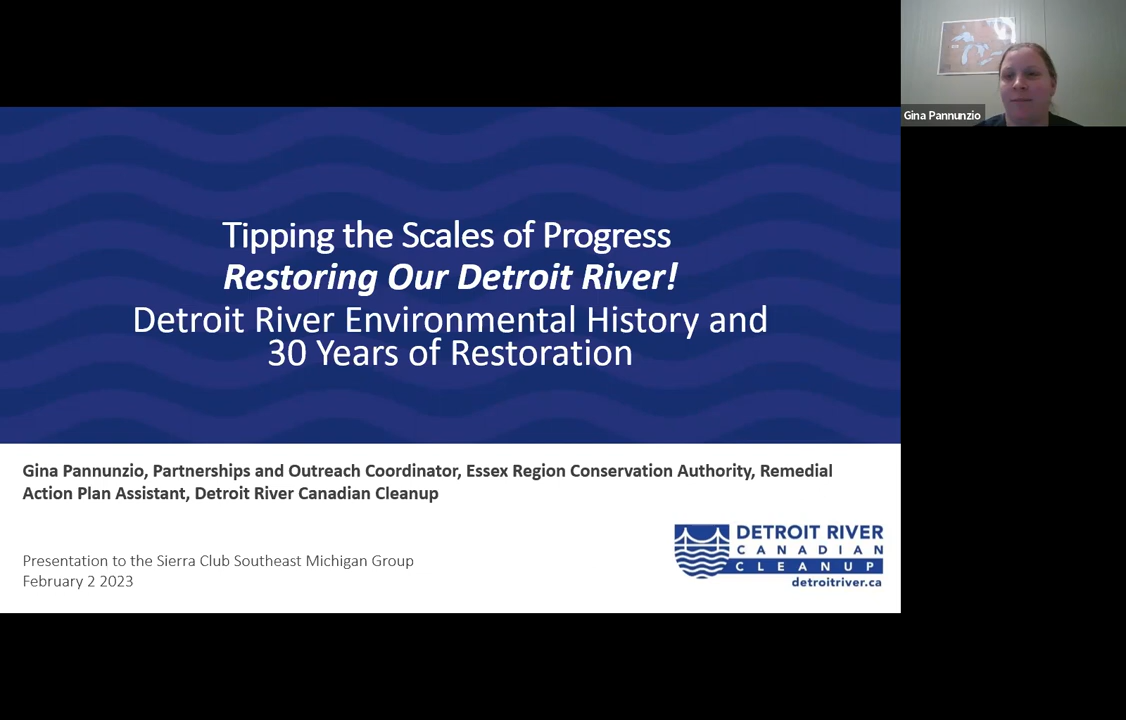 Gina Pannunzio
Tipping the Scales of Progress
Restoring Our Detroit River!
Detroit River Environmental History and
30 Years of Restoration
Gina Pannunzio, Partnerships and Outreach Coordinator, Essex Region Conservation Authority, Remedial
Action Plan Assistant, Detroit River Canadian Cleanup
Presentation to the Sierra Club Southeast Michigan Group
February 2 2023
DETROIT RIVER
CANADIAN
CLEANUP
detroitriver.ca